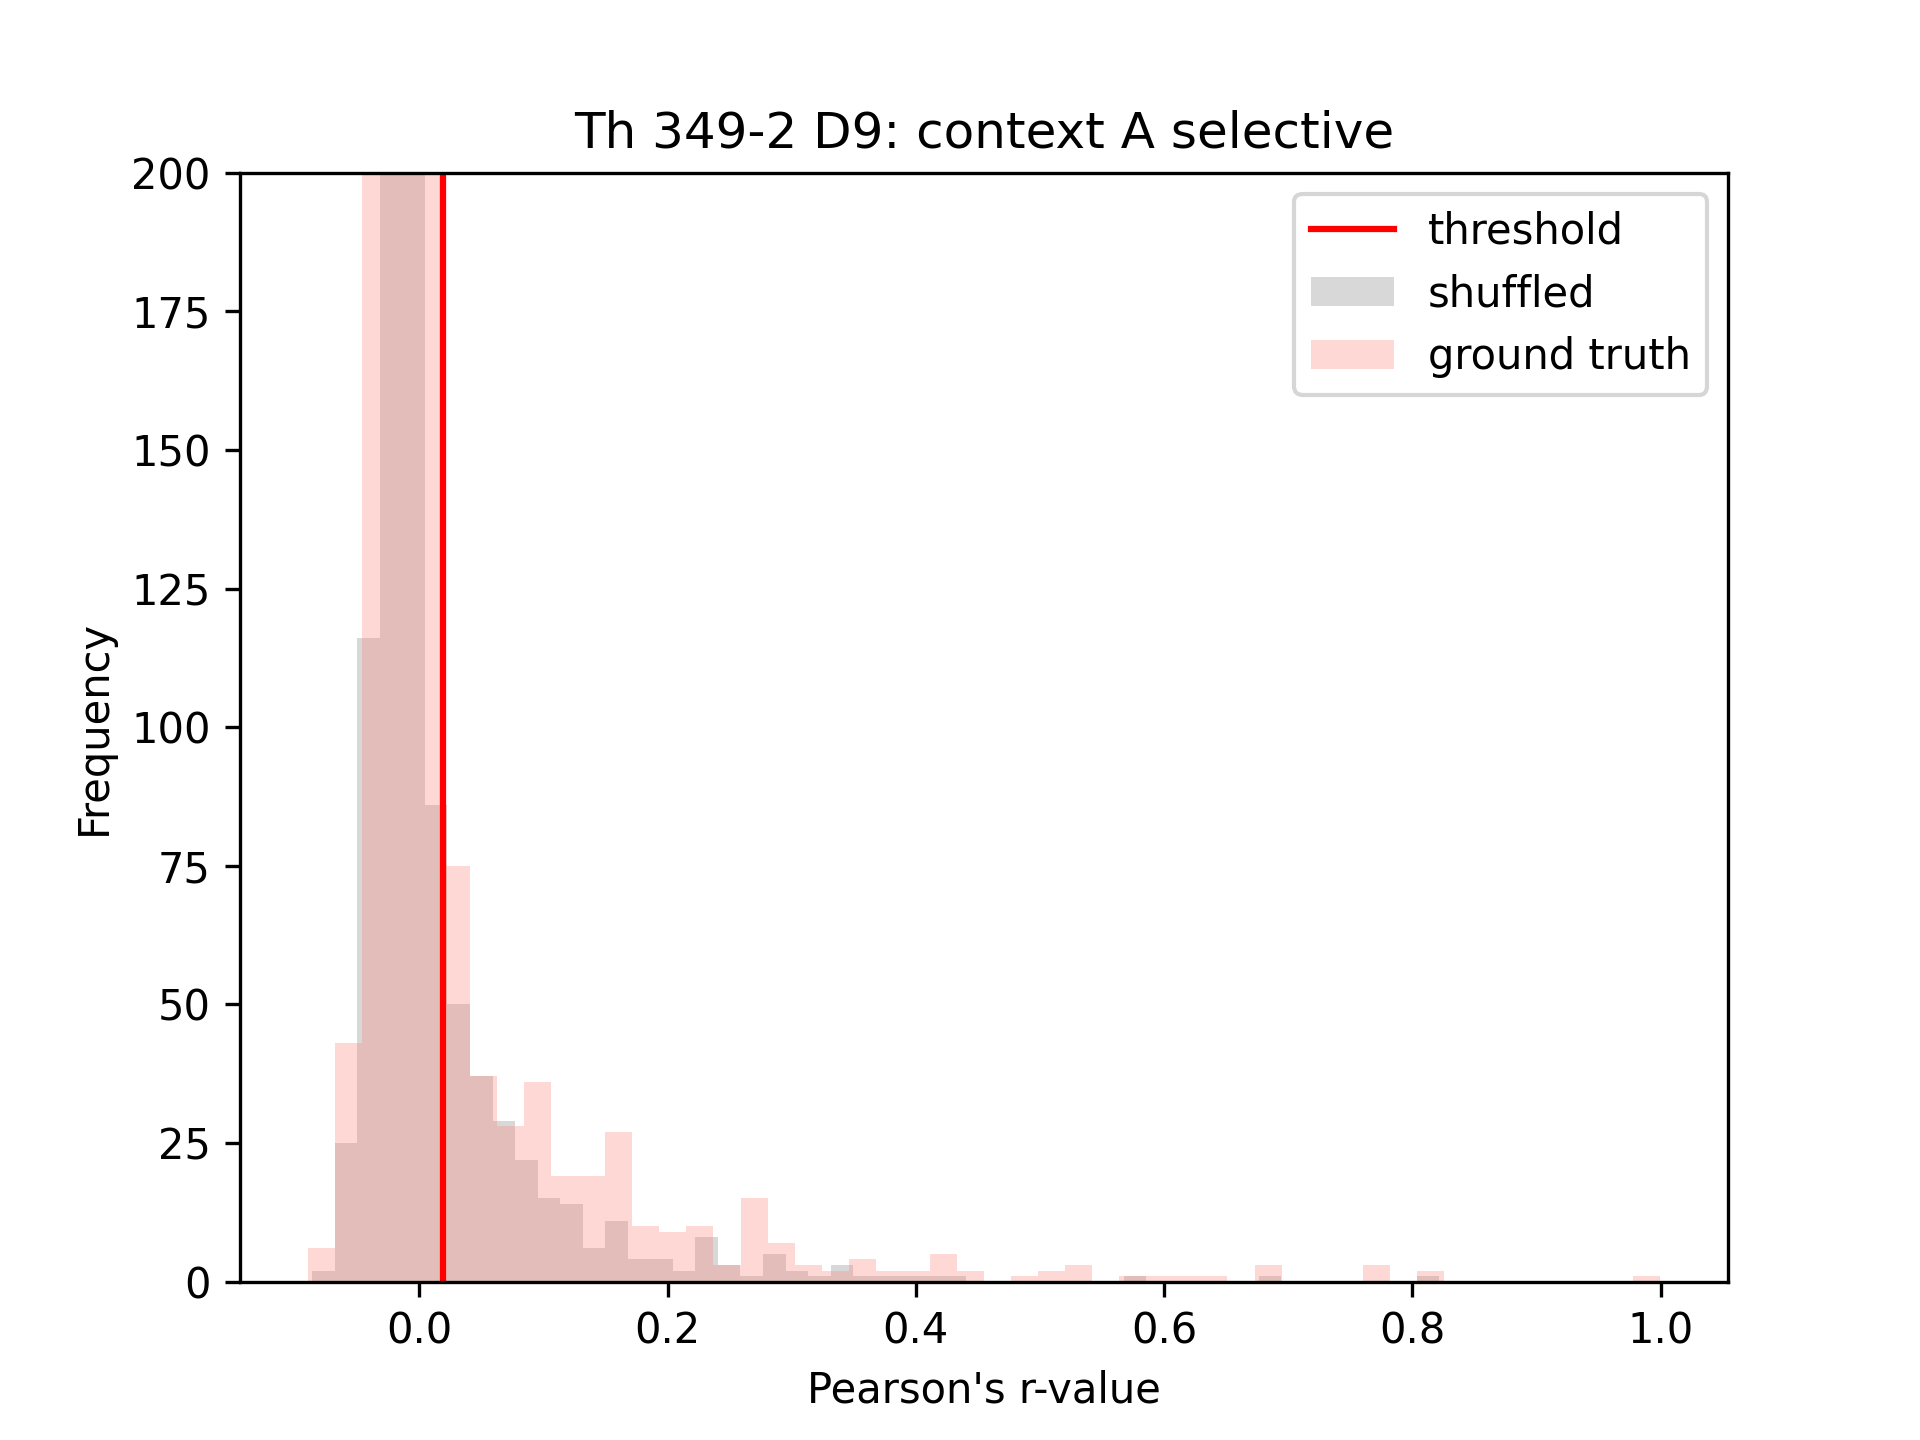 Th 349-2 D9: context A selective
threshold
shuffled
ground truth
200
175
150
125
100
75
50
25
0
Frequency
0.0 0.2 0.4 0.6 0.8 1.0
Pearson's r-value